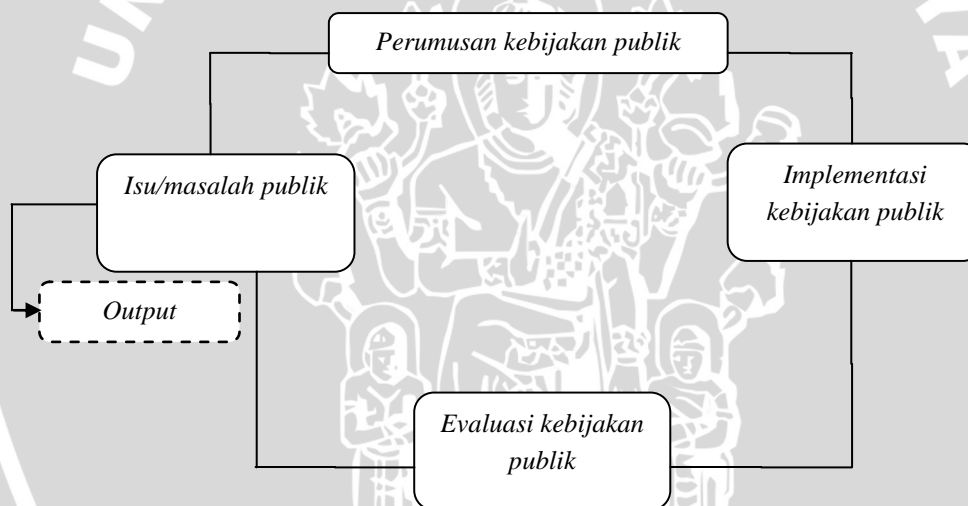 Perumusan kebijakan publik
Isu/masalah publik
Implementasi
kebijakan publik
Output
Evaluasi kebijakan
publik